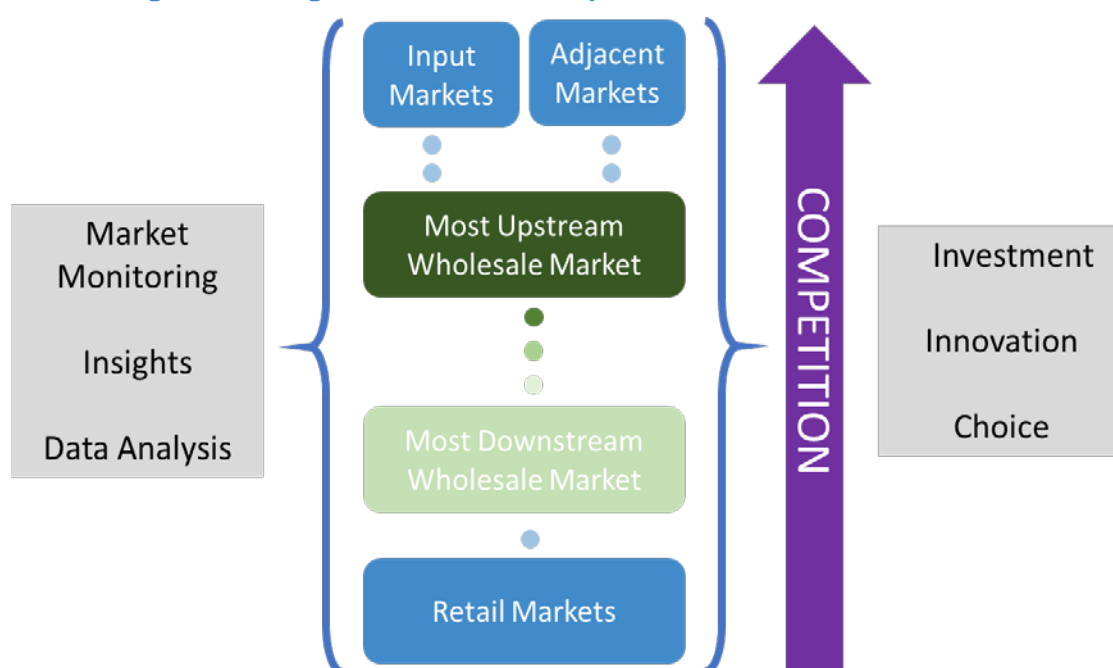 Input
Markets
Adjacent
Markets
Most Upstream
Wholesale Market
Most Downstream
Wholesale Market
Retail Markets
Market
Monitoring
Insights
Data Analysis
COMPETITION
Investment
Innovation
Choice